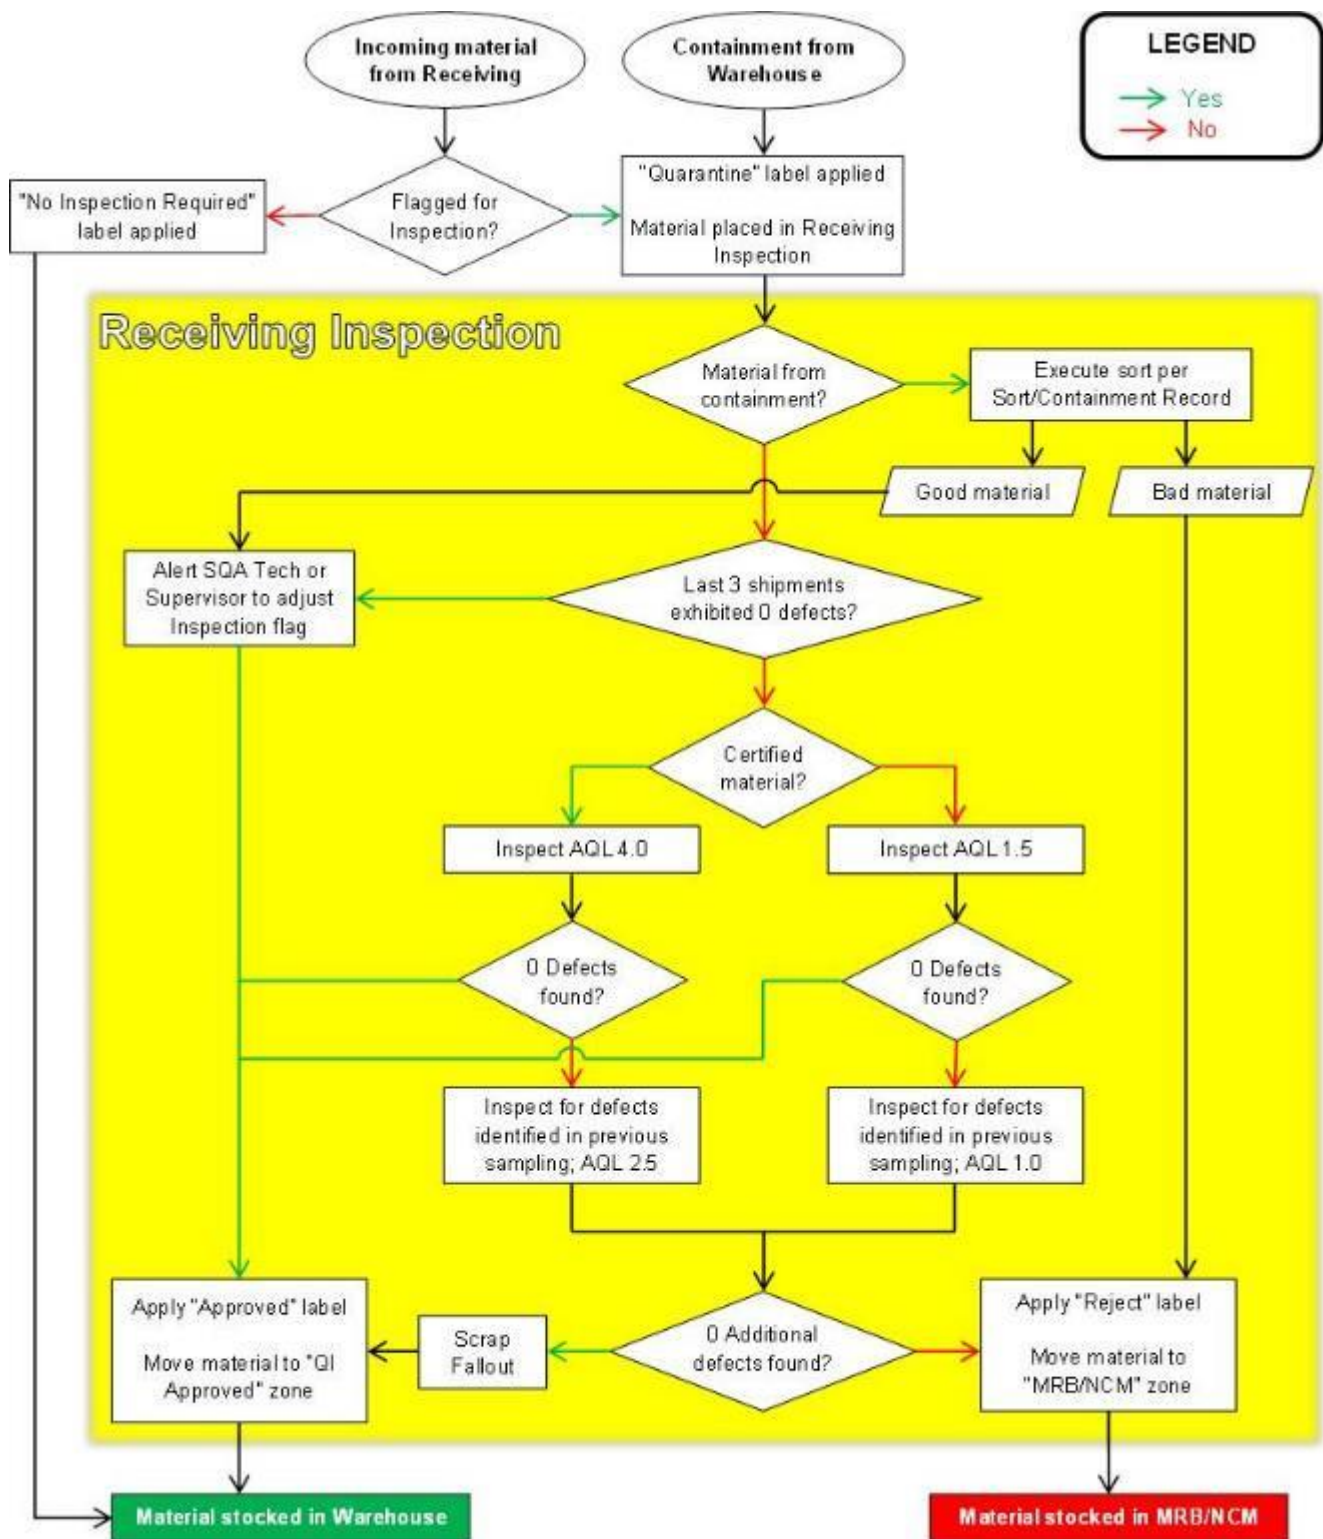 Incoming material
from Receiving
Containment from
Warehouse
LEGEND
Yes
No
"No Inspection Required"
label applied
Flagged for
Inspection?
"Quarantine" label applied
Material placed in Receiving
Inspection
Receiving Inspection
Material from
containment?
Execute sort per
Sort/Containment Record
Good material
Bad material
Alert SQA Tech or
Supervisor to adjust
Inspection flag
Last 3 shipments
exhibited 0 defects?
Certified
material?
Inspect AQL 4.0
Inspect AQL 1.5
0 Defects
found?
0 Defects
found?
Inspect for defects
identified in previous
sampling; AQL 2.5
Inspect for defects
identified in previous
sampling; AQL 1.0
Apply "Approved" label
Move material to "QI
Approved" zone
Scrap
Fallout
0 Additional
defects found?
Apply "Reject" label
Move material to
"MRB/NCM" zone
Material stocked in Warehouse
Material stocked in MRB/NCM